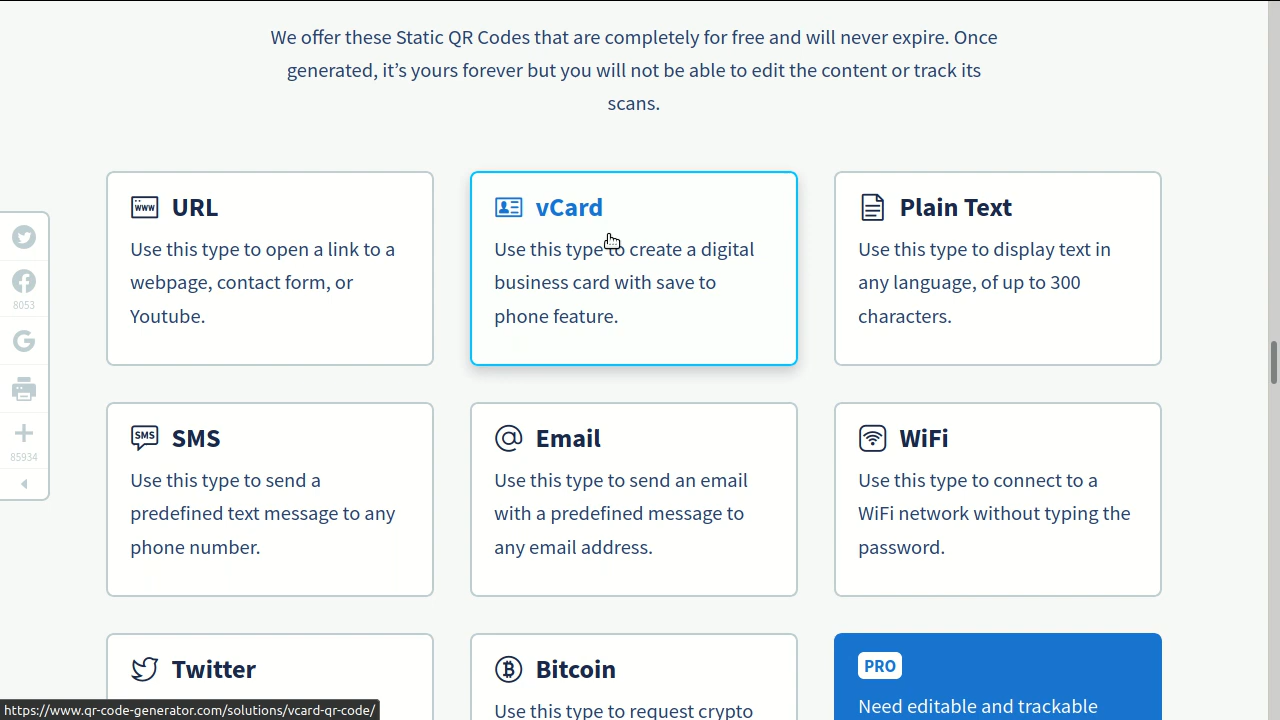 We offer these Static QR Codes that are completely for free and will never expire. Once
generated, it’s yours forever but you will not be able to edit the content or track its
scans.
WWW
URL
Use this type to open a link to a
webpage, contact form, or
Youtube.
vCard
Use this type to create a digital
business card with save to
phone feature.
Plain Text
Use this type to display text in
any language, of up to 300
characters.
8053
85934
SMS
SMS
Use this type to send a
predefined text message to any
phone number.
Email
Use this type to send an email
with a predefined message to
any email address.
WiFi
Use this type to connect to a
WiFi network without typing the
password.
Twitter
Bitcoin
Use this type to request crypto
PRO
Need editable and trackable
https://www.qr-code-generator.com/solutions/vcard-qr-code/